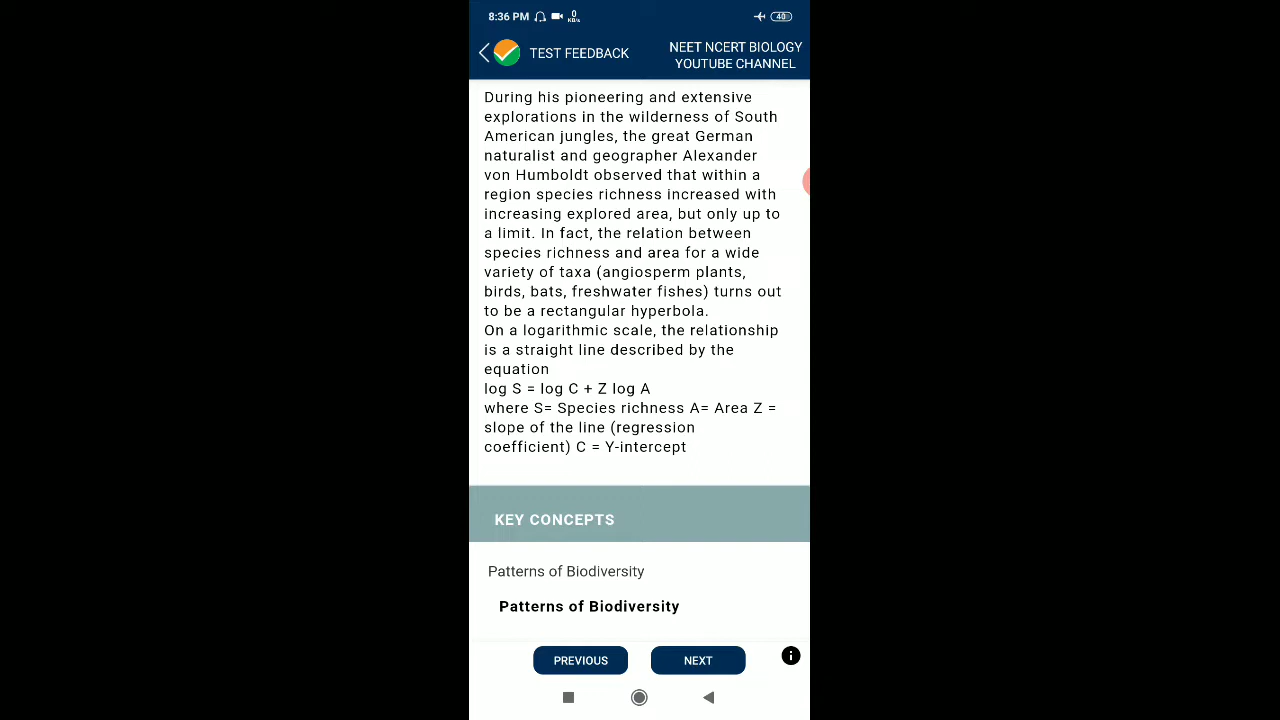 8:36 PM 0 KB/s 40
TEST FEEDBACK
NEET NCERT BIOLOGY
YOUTUBE CHANNEL
During his pioneering and extensive
explorations in the wilderness of South
American jungles, the great German
naturalist and geographer Alexander
von Humboldt observed that within a
region species richness increased with
increasing explored area, but only up to
a limit. In fact, the relation between
species richness and area for a wide
variety of taxa (angiosperm plants,
birds, bats, freshwater fishes) turns out
to be a rectangular hyperbola.
On a logarithmic scale, the relationship
is a straight line described by the
equation
log S = log C + Z log A
where S= Species richness A= Area Z =
slope of the line (regression
coefficient) C = Y-intercept
KEY CONCEPTS
Patterns of Biodiversity
Patterns of Biodiversity
PREVIOUS
NEXT